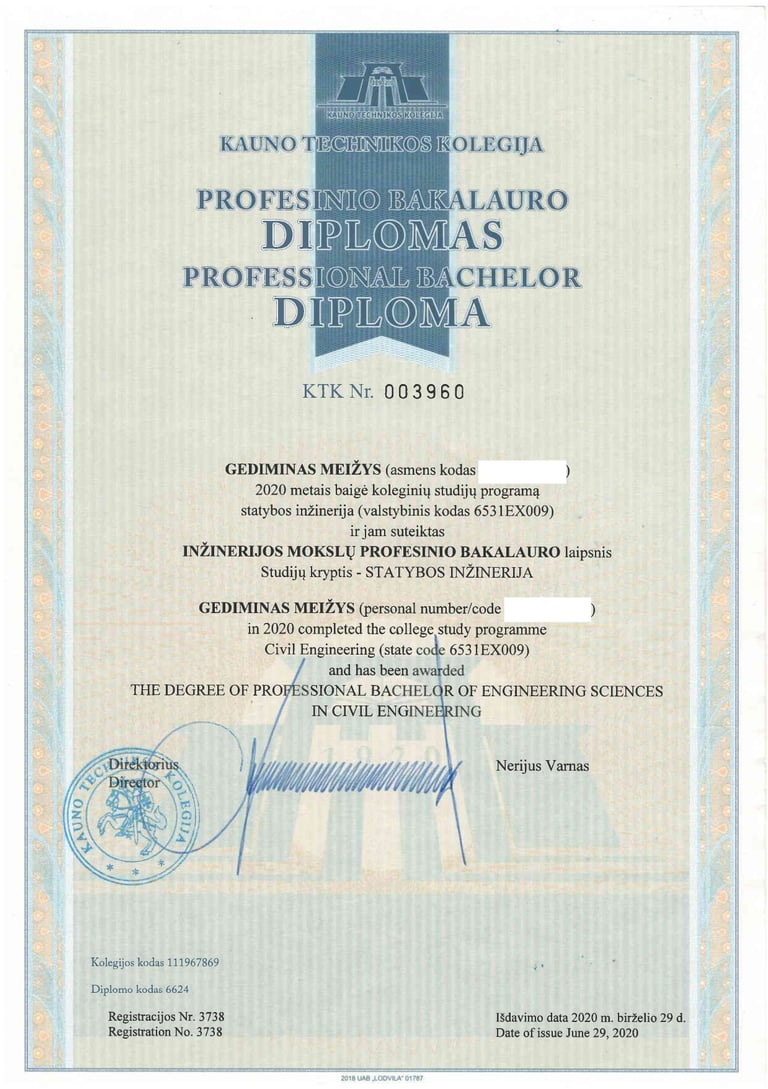 KAUNO TECHNIKOS KOLEGIJA
KAUNO TECHNIKOS KOLEGIJA
PROFESINIO BAKALAURO
DIPLOMAS
PROFESSIONAL BACHELOR
DIPLOMA
KTK Nr. 003960
GEDIMINAS MEIŽYS (asmens kodas )
2020 metais baigė koleginių studijų programą
statybos inžinerija (valstybinis kodas 6531EX009)
ir jam suteiktas
INŽINERIJOS MOKSLŲ PROFESINIO BAKALAURO laipsnis
Studijų kryptis - STATYBOS INŽINERIJA
GEDIMINAS MEIŽYS (personal number/code )
in 2020 completed the college study programme
Civil Engineering (state code 6531EX009)
and has been awarded
THE DEGREE OF PROFESSIONAL BACHELOR OF ENGINEERING SCIENCES
IN CIVIL ENGINEERING
1920
Direktorius
Director
Nerijus Varnas
KAUNO TECHNIKOS KOLEGIJA
Kolegijos kodas 111967869
Diplomo kodas 6624
Registracijos Nr. 3738
Registration No. 3738
Išdavimo data 2020 m. birželio 29 d.
Date of issue June 29, 2020
2018 UAB „LODVILA" 01787